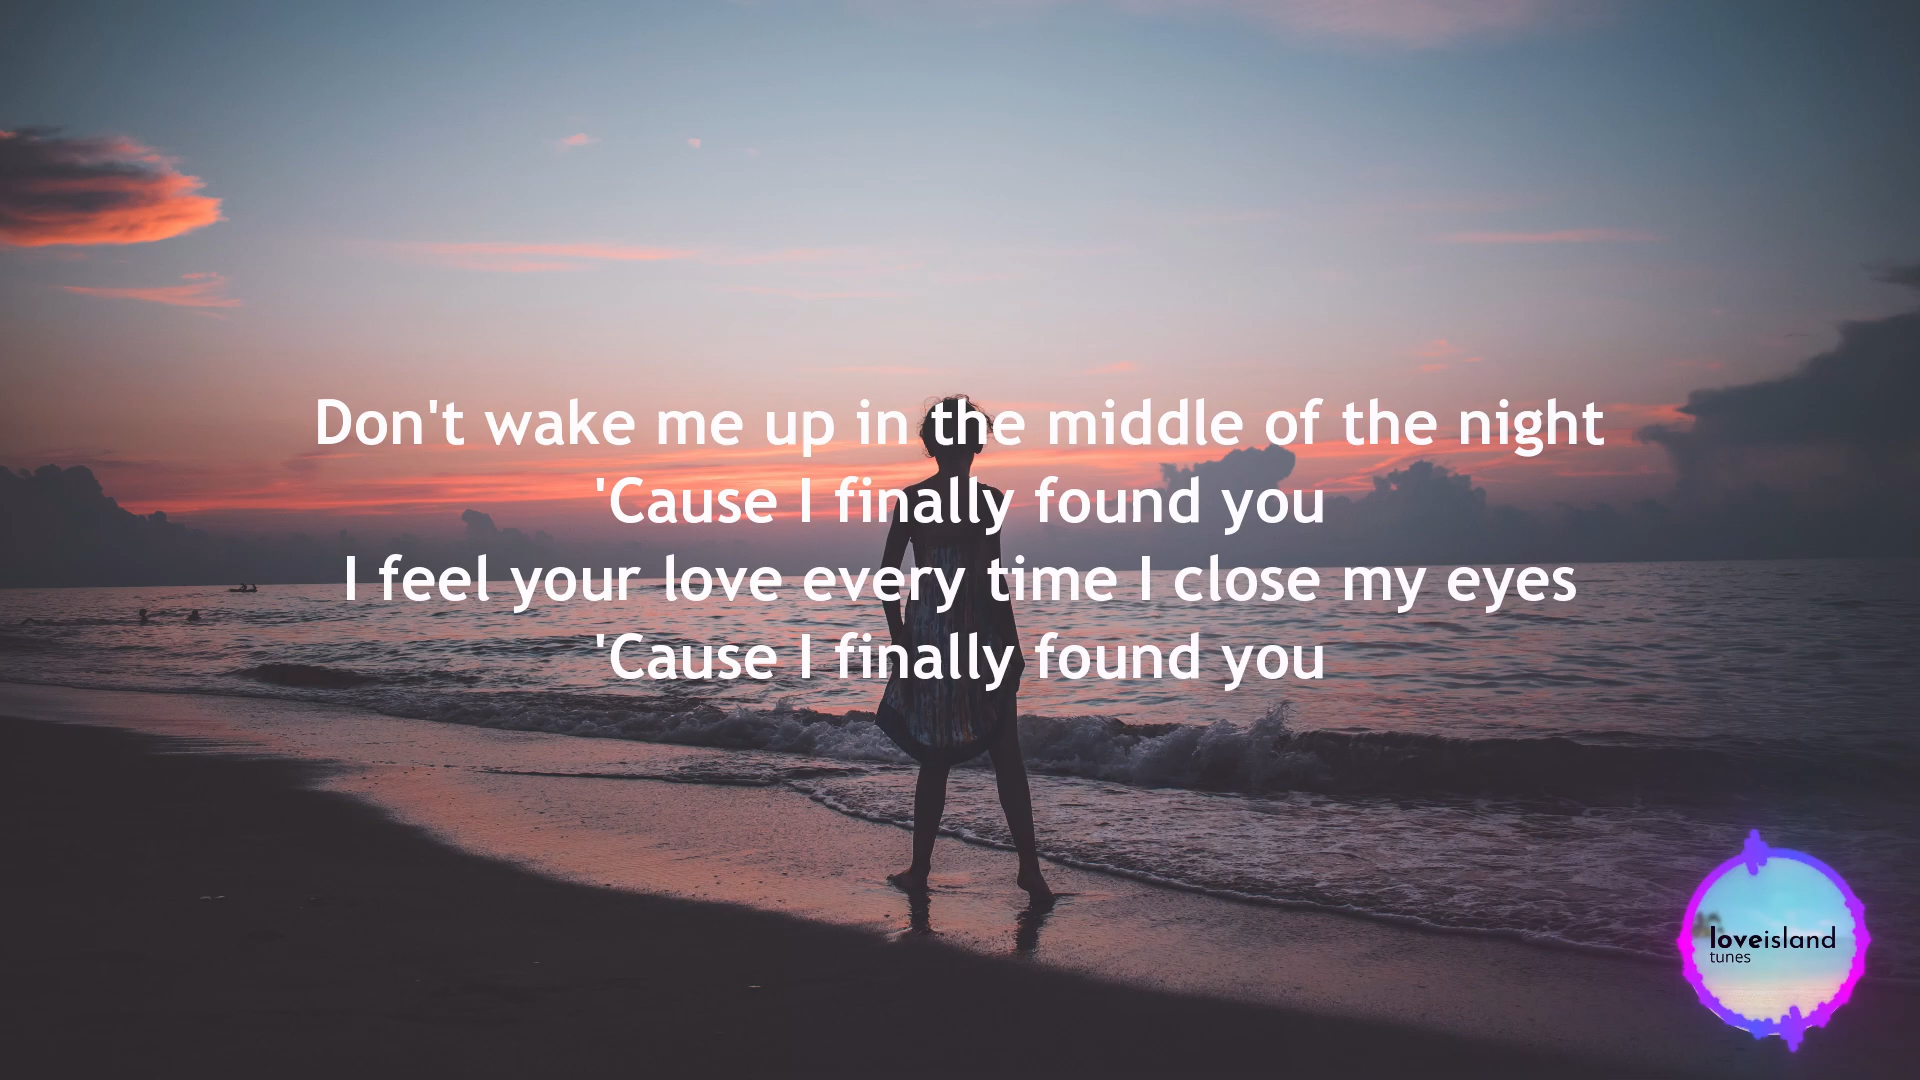 Don't wake me up in the middle of the night
'Cause I finally found you
I feel your love every time I close my eyes
'Cause I finally found you
loveisland
tunes